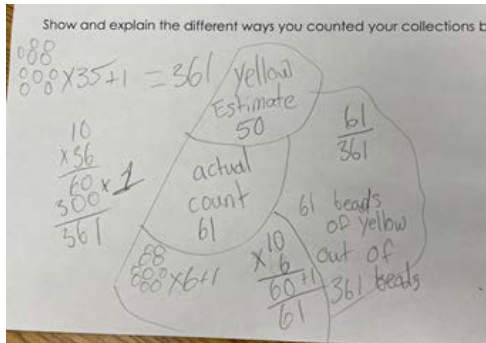 Show and explain the different ways you counted your collections b
x35+1 = 361
yellow
Estimate
50
10
x36
60 x 1
300
361
actual
count
61
61
361
61 beads
of yellow
out of
361 beads
x6+1
10
x 6
60 +1
61